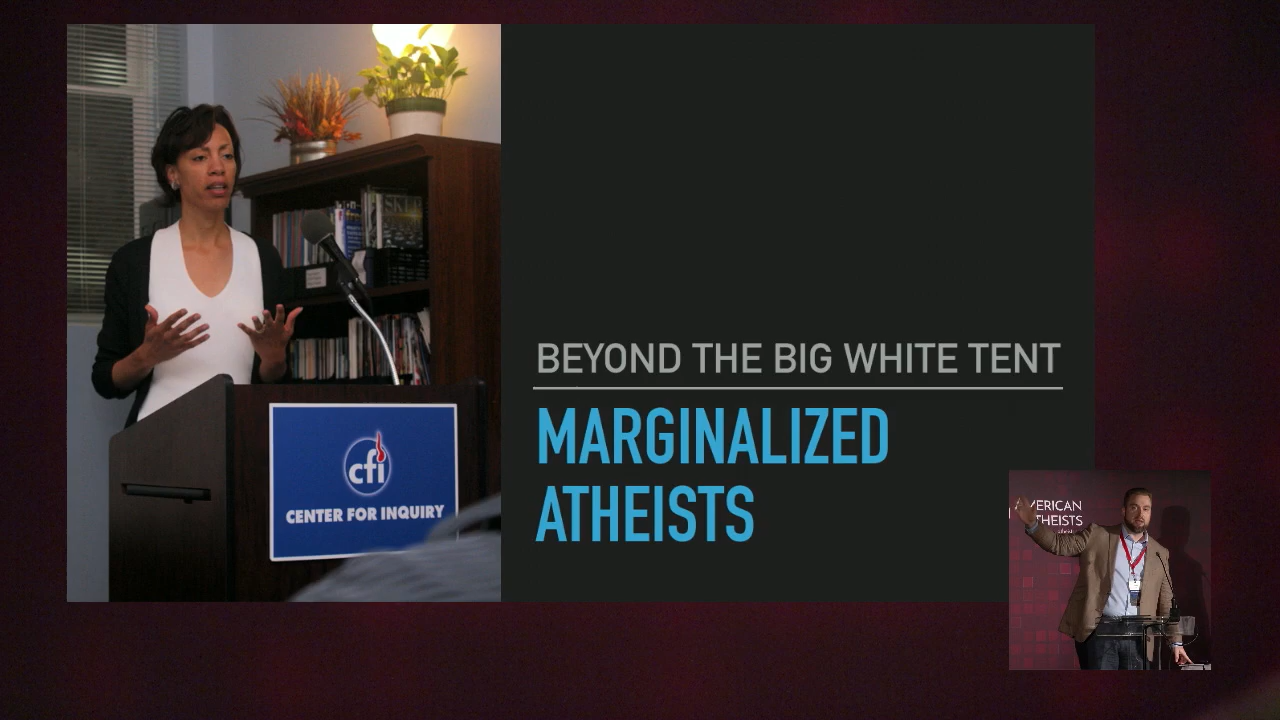 BEYOND THE BIG WHITE TENT
MARGINALIZED
ATHEISTS
cfi
CENTER FOR INQUIRY